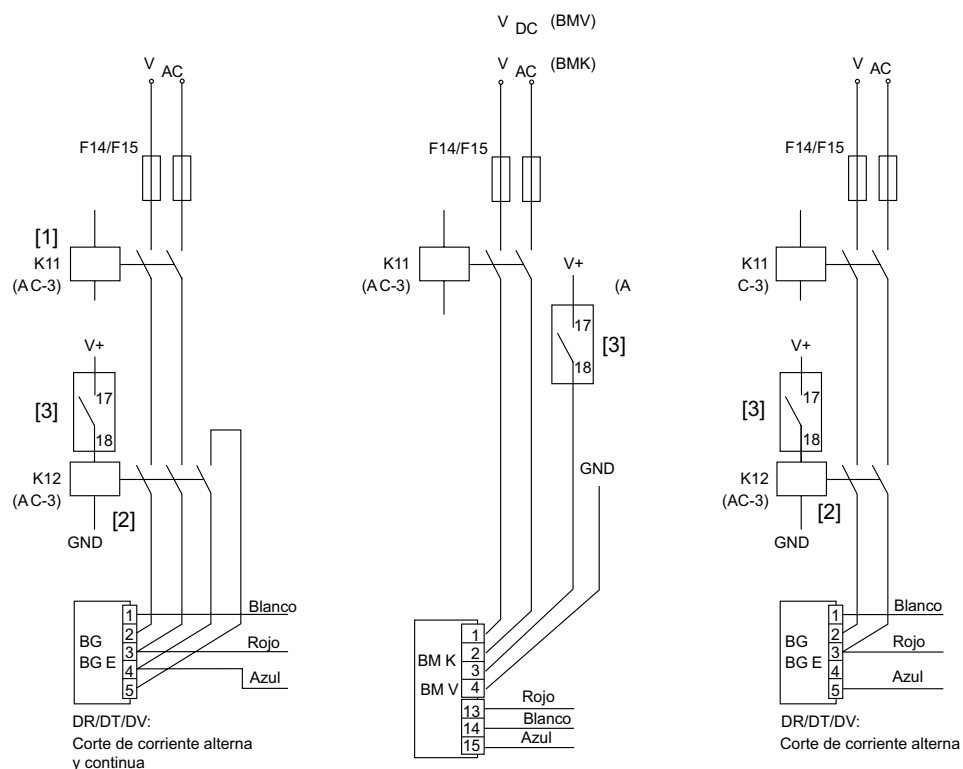 V DC (BMV)
V AC
V AC (BMK)
V AC
F14/F15
F14/F15
F14/F15
[1]
K11
(AC-3)
K11
(AC-3)
V+
(A
K11
C-3)
17
18
[3]
V+
17
18
[3]
V+
17
18
[3]
K12
(AC-3)
[2]
GND
GND
K12
(AC-3)
[2]
GND
BG
BG E
1
2
3
4
5
Blanco
Rojo
Azul
DR/DT/DV:
Corte de corriente alterna
y continua
BM K
BM V
1
2
3
4
13
14
15
Rojo
Blanco
Azul
BG
BG E
1
2
3
4
5
Blanco
Rojo
Azul
DR/DT/DV:
Corte de corriente alterna